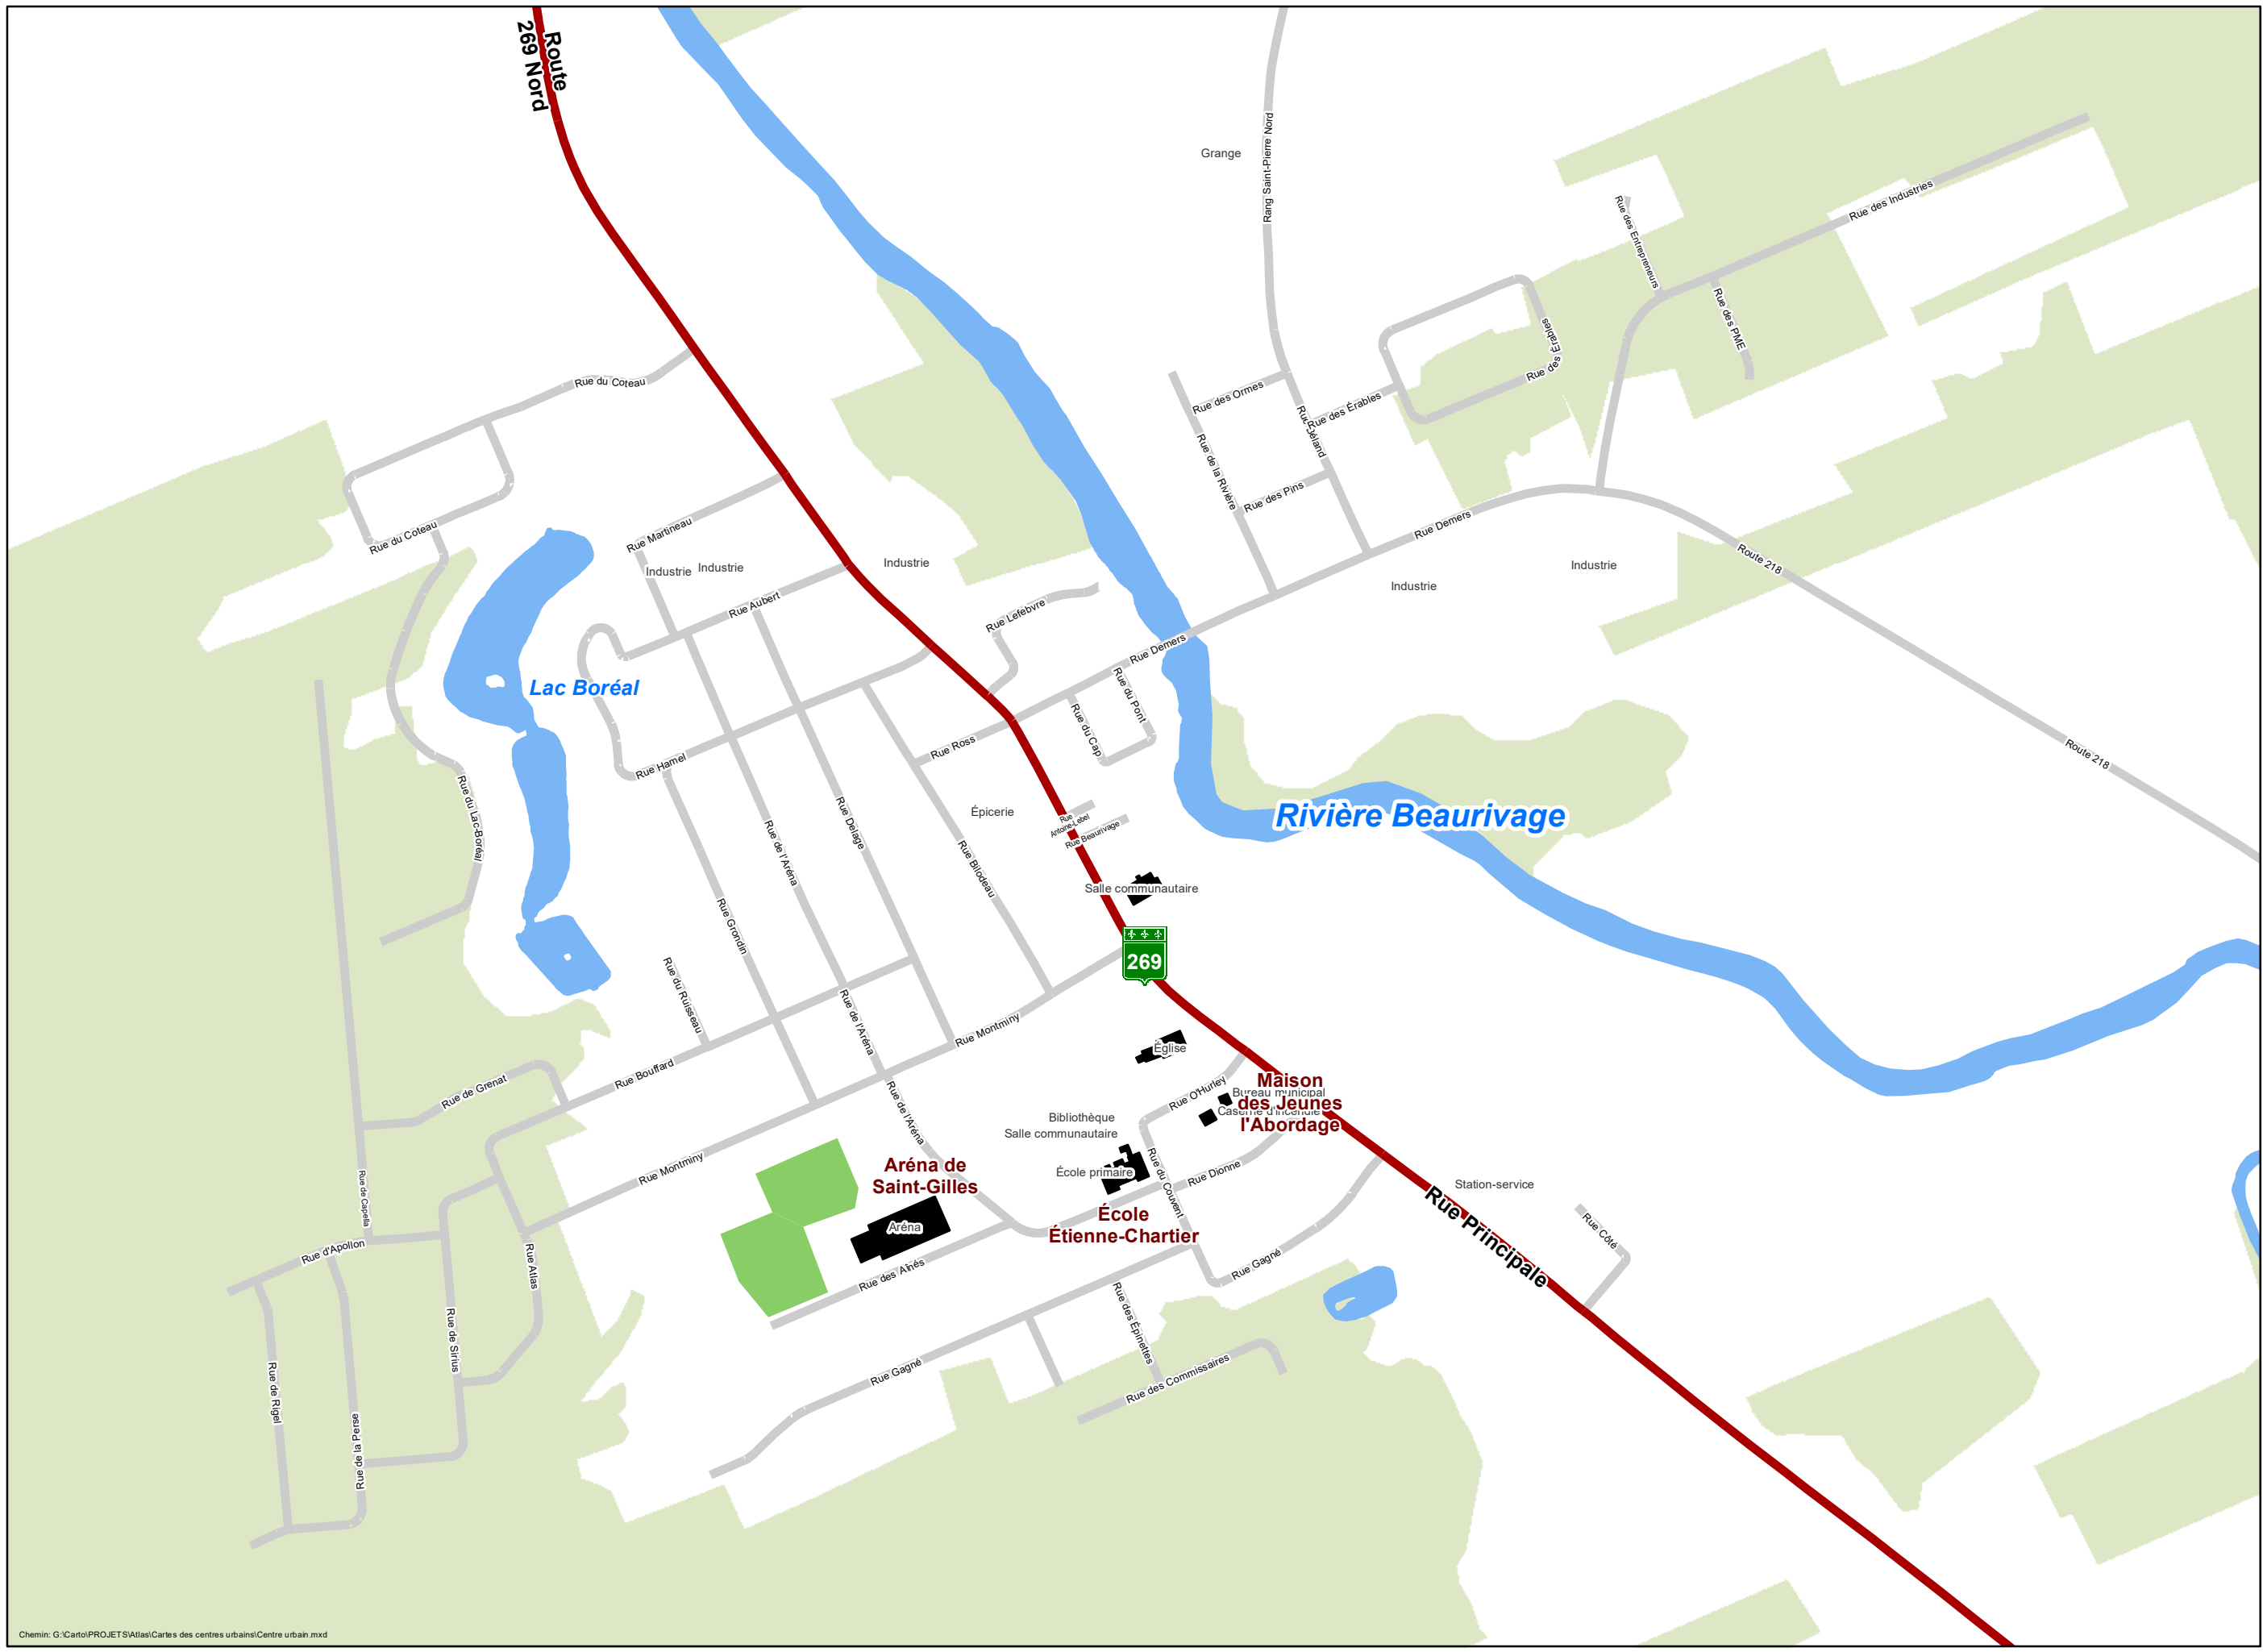 Route
269 Nord
Grange
Rang Saint-Pierre Nord
Rue des Industries
Rue des Entrepreneurs
Rue des PME
Rue des Érables
Rue du Coteau
Rue des Ormes
Rue des Érables
Rue Béland
Rue de la Rivière
Rue des Pins
Rue Demers
Rue Martineau
Rue du Coteau
Industrie
Industrie
Industrie
Industrie
Industrie
Route 218
Rue Aubert
Rue Lefebvre
Rue Demers
Lac Boréal
Rue du Pont
Rue du Cap
Rue Ross
Route 218
Rue Hamel
Rue du Lac-Boréal
Rue de l'Aréna
Rue Delage
Épicerie
Rue
Antoine-Lebel
Rue Beaurivage
Rivière Beaurivage
Rue Bilodeau
Salle communautaire
Rue Grondin
269
Rue du Ruisseau
Rue de l'Aréna
Rue Montminy
Église
Rue Bouffard
Rue de Grenat
Rue de l'Aréna
Rue O'Hurley
Maison
des Jeunes
l'Abordage
Bureau municipal
Caserne d'incendie
Bibliothèque
Salle communautaire
École primaire
Rue du Couvent
Rue Dionne
Rue Montminy
Aréna de
Saint-Gilles
Aréna
École
Étienne-Chartier
Station-service
Rue Principale
Rue Côté
Rue de Capella
Rue d'Apollon
Rue Atlas
Rue des Aînés
Rue Gagné
Rue de Sirius
Rue des Épinettes
Rue Gagné
Rue des Commissaires
Rue de Rigel
Rue de la Perse
Chemin: G:\Carto\PROJETS\Atlas\Cartes des centres urbains\Centre urbain.mxd